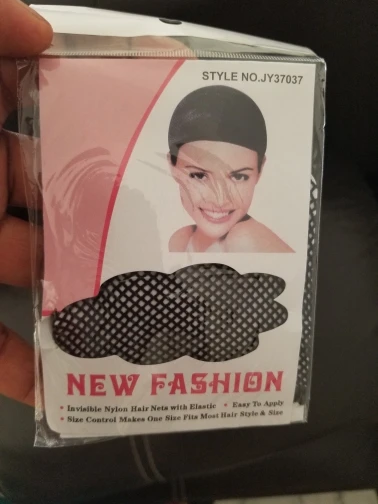 STYLE NO.JY37037
NEW FASHION
• Invisible Nylon Hair Nets with Elastic • Easy To Apply
• Size Control Makes One Size Fits Most Hair Style & Size